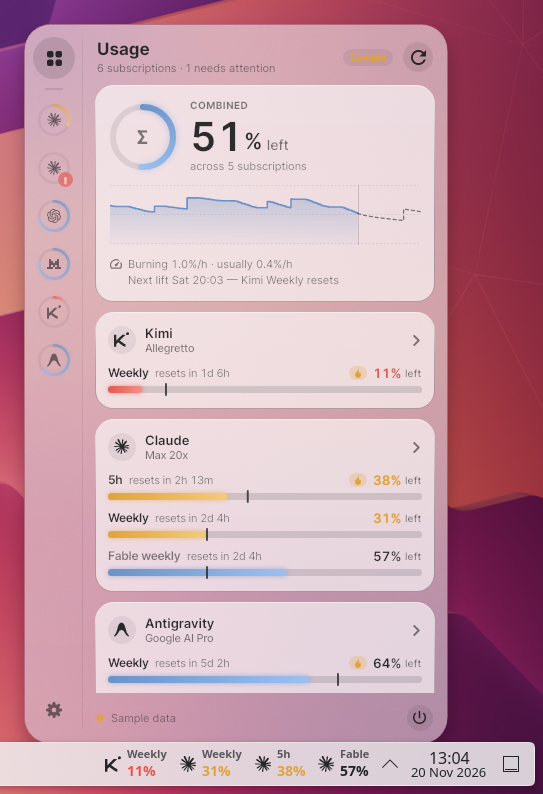 Usage
6 subscriptions · 1 needs attention
Sample
Σ
COMBINED
51% left
across 5 subscriptions
Burning 1.0%/h · usually 0.4%/h
Next lift Sat 20:03 — Kimi Weekly resets
Kimi
Allegretto
Weekly resets in 1d 6h 11% left
Claude
Max 20x
5h resets in 2h 13m 38% left
Weekly resets in 2d 4h 31% left
Fable weekly resets in 2d 4h 57% left
Antigravity
Google AI Pro
Weekly resets in 5d 2h 64% left
Sample data
Weekly 11%
Weekly 31%
5h 38%
Fable 57%
13:04
20 Nov 2026